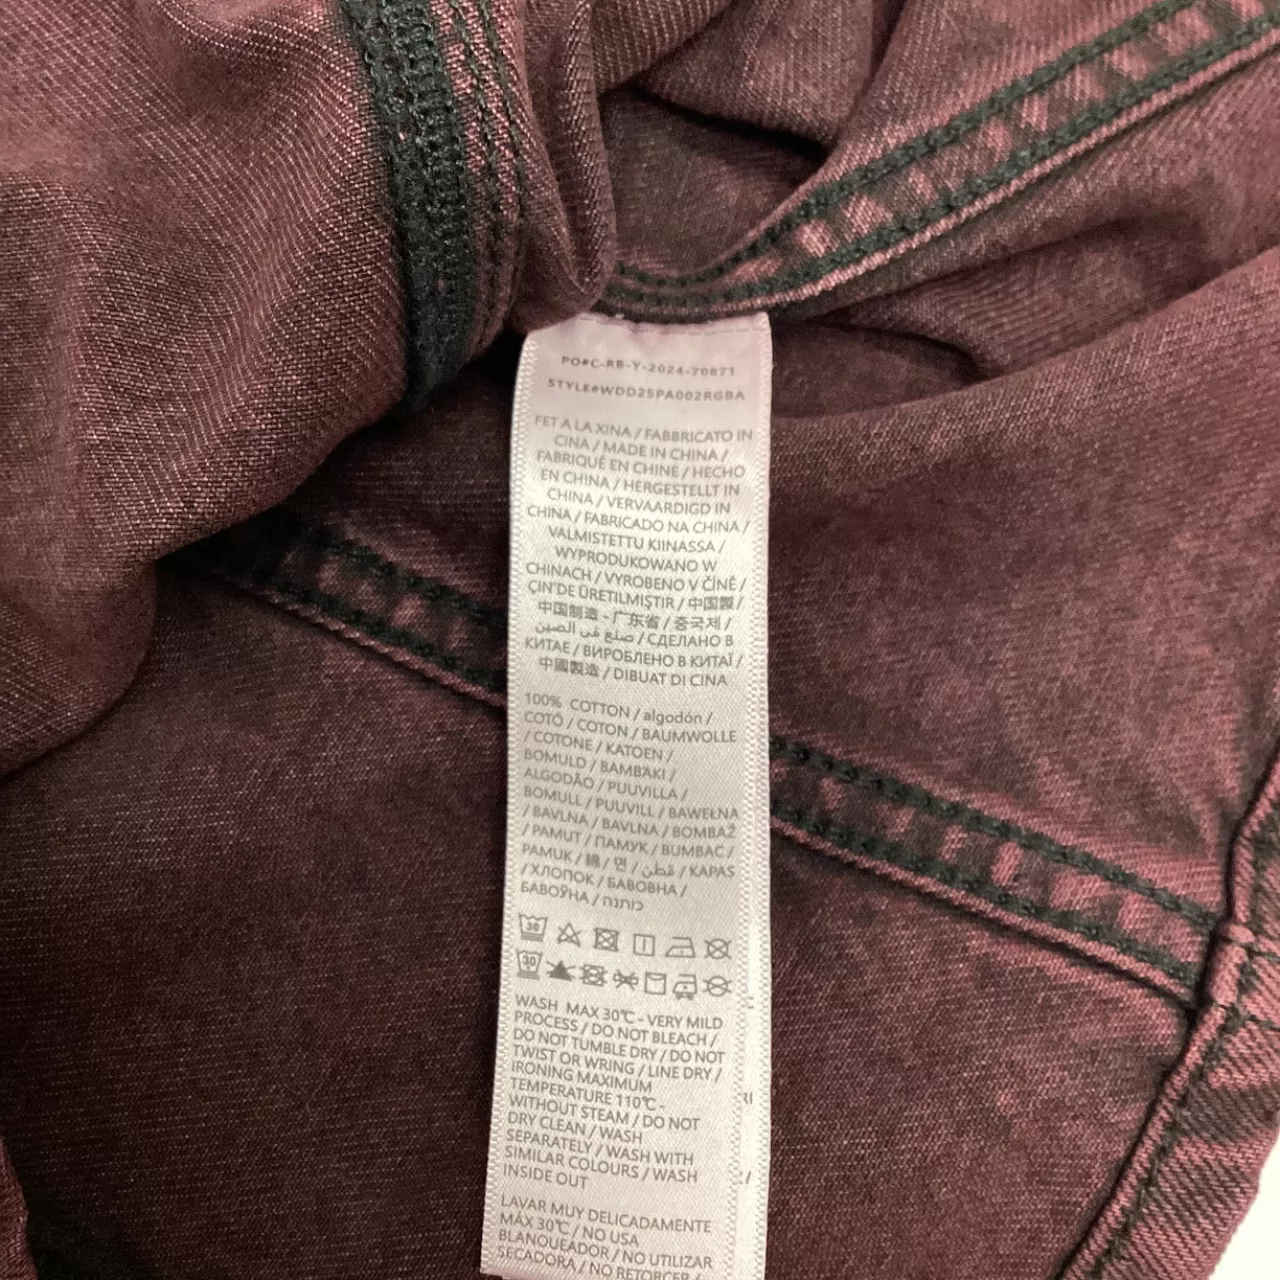 PO#C-RB-Y-2024-70871
STYLE#WDD25PA002RGBA
FET A LA XINA / FABBRICATO IN
CINA / MADE IN CHINA /
FABRIQUÉ EN CHINE / HECHO
EN CHINA / HERGESTELLT IN
CHINA / VERVAARDIGD IN
CHINA / FABRICADO NA CHINA /
VALMISTETTU KIINASSA /
WYPRODUKOWANO W
CHINACH / VYROBENO V ČÍNĚ /
ÇIN'DE ÜRETILMIŞTIR / 中国製 /
中国制造 - 广东省 / 중국제 /
صنع في الصين / СДЕЛАНО В
КИТАЕ / ВИРОБЛЕНО В КИТАЇ /
中國製造 / DIBUAT DI CINA
100% COTTON / algodón /
COTÓ / COTON / BAUMWOLLE
/ COTONE / KATOEN /
BOMULD / BAMBAKI /
ALGODÃO / PUUVILLA /
BOMULL / PUUVILL / BAWEŁNA
/ BAVLNA / BAVLNA / BOMBAŽ
/ PAMUT / ПАМУК / BUMBAC /
PAMUK / 綿 / 면 / قطن / KAPAS
/ ХЛОПОК / БАВОВНА /
БАВОЎНА / כותנה
30
30
WASH MAX 30℃ - VERY MILD
PROCESS / DO NOT BLEACH /
DO NOT TUMBLE DRY / DO NOT
TWIST OR WRING / LINE DRY /
IRONING MAXIMUM
TEMPERATURE 110℃ -
WITHOUT STEAM / DO NOT
DRY CLEAN / WASH
SEPARATELY / WASH WITH
SIMILAR COLOURS / WASH
INSIDE OUT
LAVAR MUY DELICADAMENTE
MÁX 30℃ / NO USA
BLANQUEADOR / NO UTILIZAR
SECADORA / NO RETORCER /